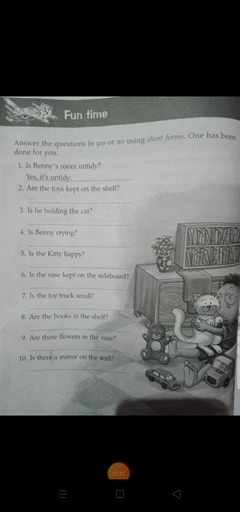 Fun time
Answer the questions in yes or no using short forms. One has been
done for you.
1. Is Benny's room untidy?
Yes, it's untidy.
2. Are the toys kept on the shelf?
3. Is he holding the cat?
4. Is Benny crying?
5. Is the Kitty happy?
6. Is the vase kept on the sideboard?
7. Is the toy truck small?
8. Are the books in the shelf?
9. Are there flowers in the vase?
10. Is there a mirror on the wall?